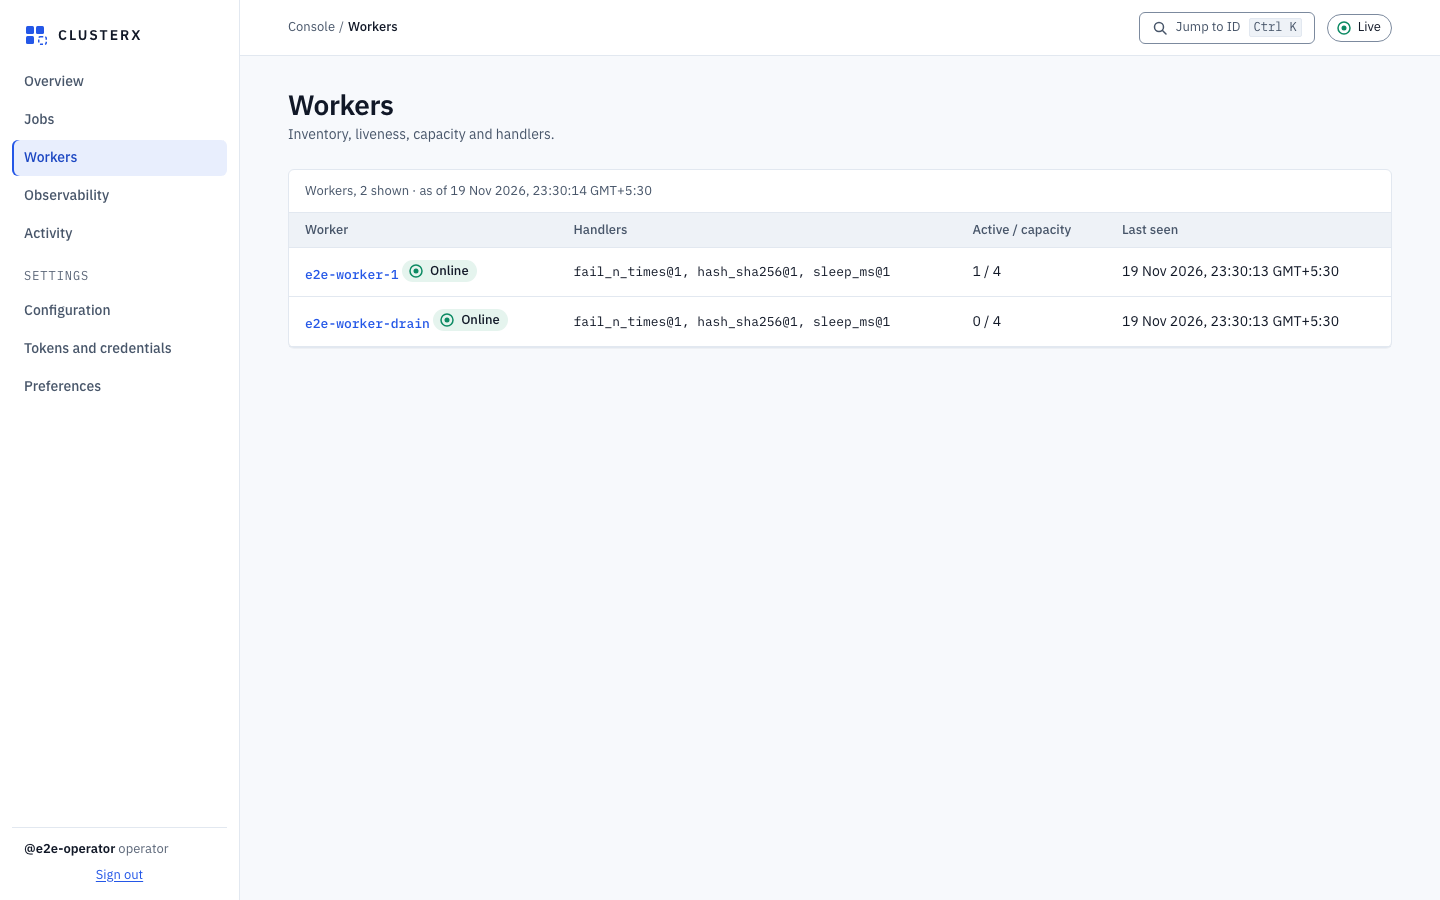 CLUSTERX
Overview
Jobs
Workers
Observability
Activity
SETTINGS
Configuration
Tokens and credentials
Preferences
@e2e-operator operator
Sign out
Console / Workers
Jump to ID Ctrl K
Live
Workers
Inventory, liveness, capacity and handlers.
Workers, 2 shown · as of 19 Nov 2026, 23:30:14 GMT+5:30
Worker Handlers Active / capacity Last seen
e2e-worker-1 Online fail_n_times@1, hash_sha256@1, sleep_ms@1 1 / 4 19 Nov 2026, 23:30:13 GMT+5:30
e2e-worker-drain Online fail_n_times@1, hash_sha256@1, sleep_ms@1 0 / 4 19 Nov 2026, 23:30:13 GMT+5:30